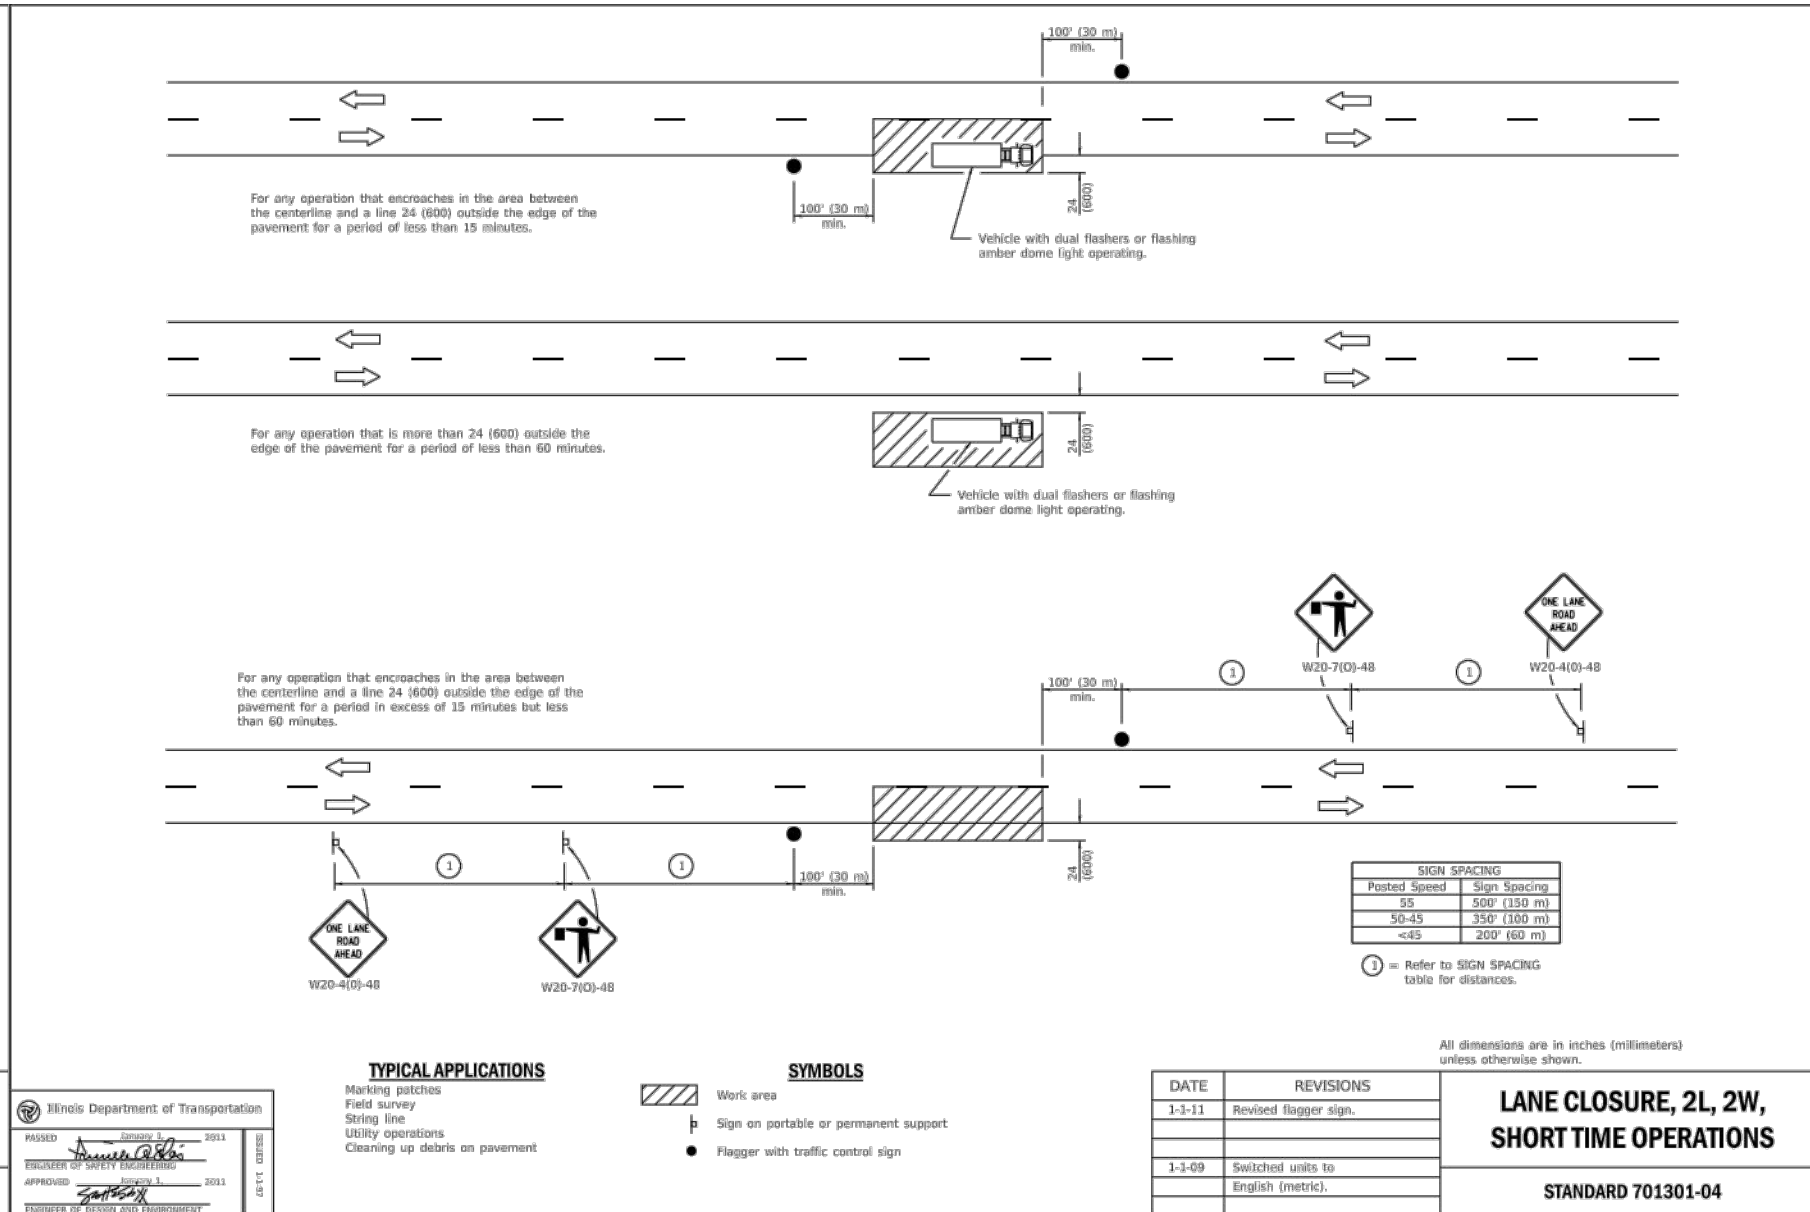 100' (30 m)
min.
For any operation that encroaches in the area between
the centerline and a line 24 (600) outside the edge of the
pavement for a period of less than 15 minutes.
100' (30 m)
min.
24
(600)
Vehicle with dual flashers or flashing
amber dome light operating.
For any operation that is more than 24 (600) outside the
edge of the pavement for a period of less than 60 minutes.
24
(600)
Vehicle with dual flashers or flashing
amber dome light operating.
ONE LANE
ROAD
AHEAD
W20-7(O)-48
W20-4(O)-48
For any operation that encroaches in the area between
the centerline and a line 24 (600) outside the edge of the
pavement for a period in excess of 15 minutes but less
than 60 minutes.
100' (30 m)
min.
1
1
1
1
100' (30 m)
min.
24
(600)
ONE LANE
ROAD
AHEAD
W20-4(O)-48
W20-7(O)-48
SIGN SPACING
Posted Speed Sign Spacing
55 500' (150 m)
50-45 350' (100 m)
<45 200' (60 m)
1 = Refer to SIGN SPACING
table for distances.
All dimensions are in inches (millimeters)
unless otherwise shown.
TYPICAL APPLICATIONS
Marking patches
Field survey
String line
Utility operations
Cleaning up debris on pavement
SYMBOLS
Work area
Sign on portable or permanent support
Flagger with traffic control sign
Illinois Department of Transportation
PASSED January 1, 2011
ENGINEER OF SAFETY ENGINEERING
APPROVED January 1, 2011
ENGINEER OF DESIGN AND ENVIRONMENT
ISSUED 1-1-97
DATE REVISIONS
1-1-11 Revised flagger sign.
1-1-09 Switched units to
English (metric).
LANE CLOSURE, 2L, 2W,
SHORT TIME OPERATIONS
STANDARD 701301-04